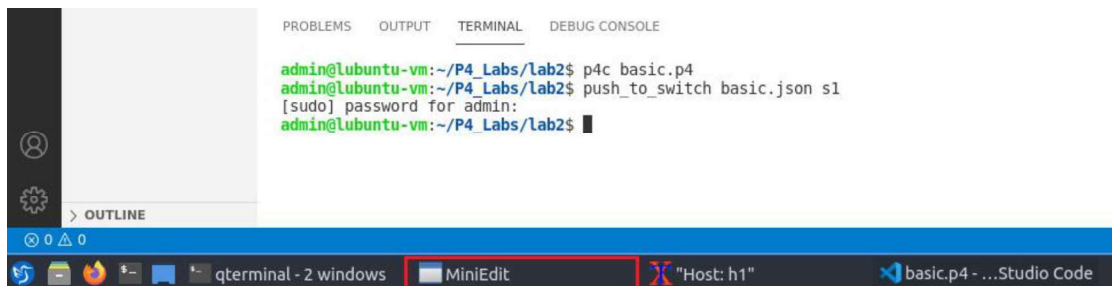 PROBLEMS OUTPUT TERMINAL DEBUG CONSOLE
admin@lubuntu-vm:~/P4_Labs/lab2$ p4c basic.p4
admin@lubuntu-vm:~/P4_Labs/lab2$ push_to_switch basic.json s1
[sudo] password for admin:
admin@lubuntu-vm:~/P4_Labs/lab2$
> OUTLINE
0 0
$_ qterminal - 2 windows MiniEdit "Host: h1" basic.p4 - ...Studio Code